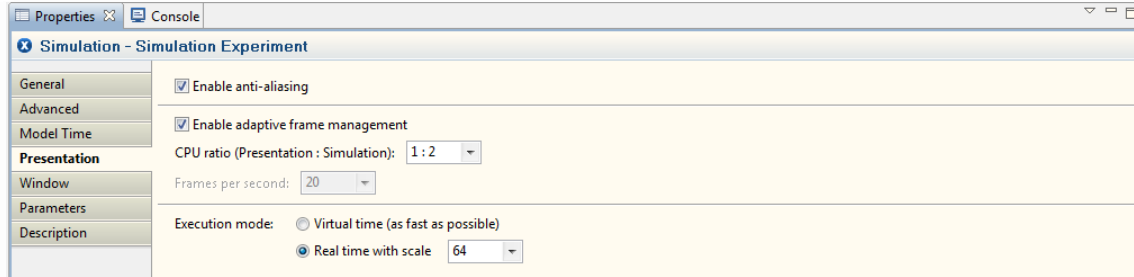 Properties Console
Simulation - Simulation Experiment
General
Enable anti-aliasing
Advanced
Enable adaptive frame management
Model Time
CPU ratio (Presentation : Simulation): 1 : 2
Presentation
Window
Frames per second: 20
Parameters
Execution mode: Virtual time (as fast as possible)
Description
Real time with scale 64